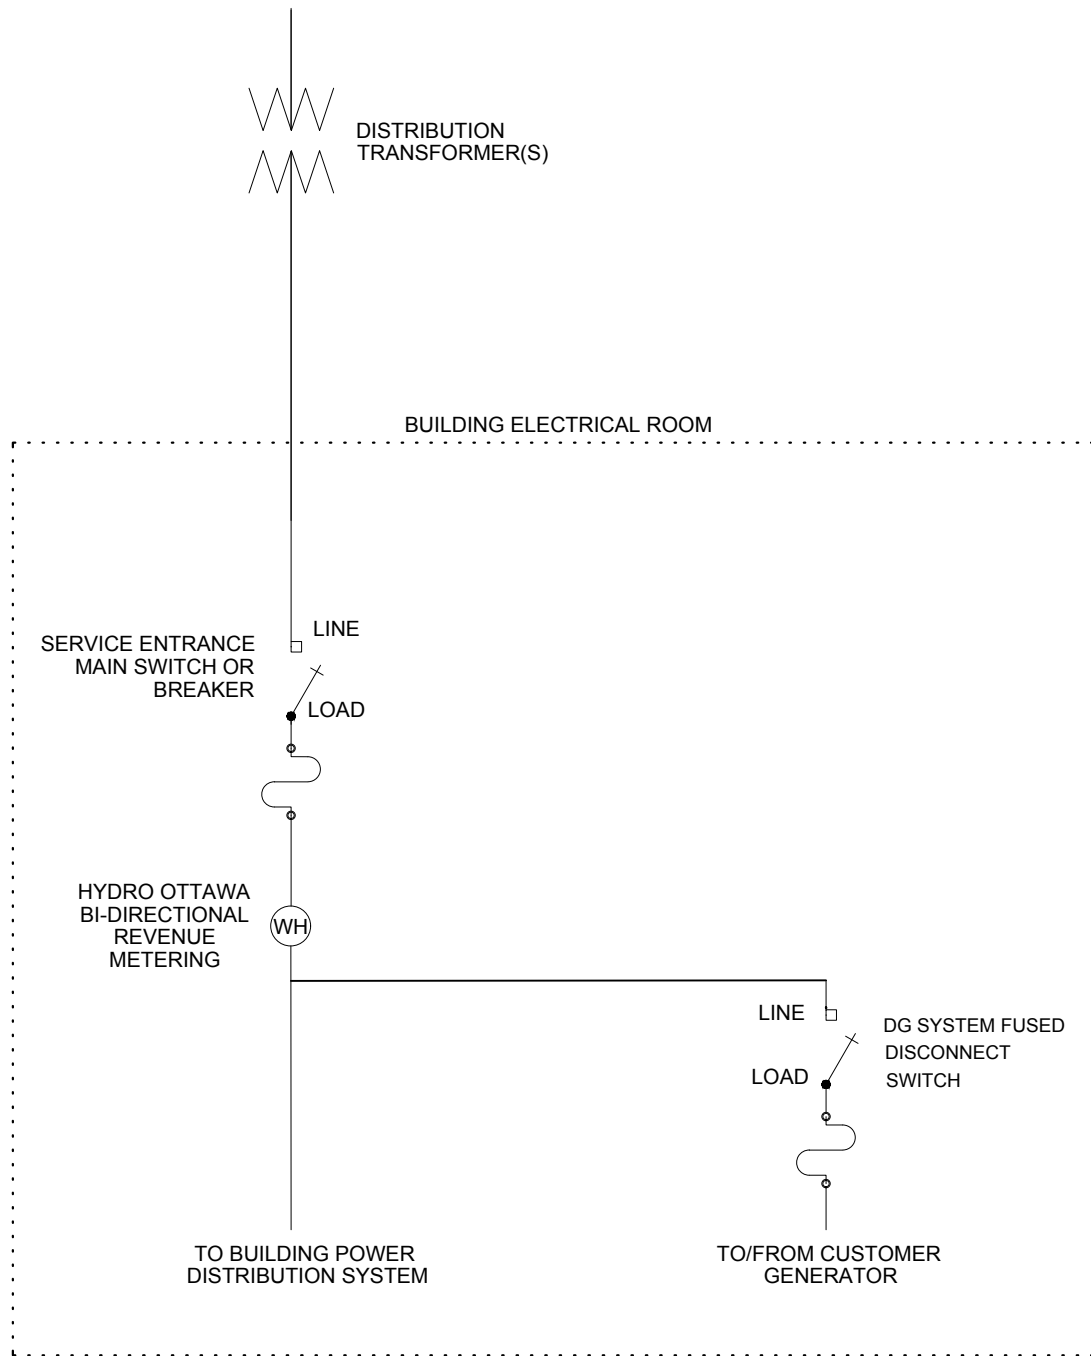 DISTRIBUTION
TRANSFORMER(S)
BUILDING ELECTRICAL ROOM
LINE
SERVICE ENTRANCE
MAIN SWITCH OR
BREAKER
LOAD
HYDRO OTTAWA
BI-DIRECTIONAL
REVENUE
METERING
WH
LINE
DG SYSTEM FUSED
DISCONNECT
SWITCH
LOAD
TO BUILDING POWER
DISTRIBUTION SYSTEM
TO/FROM CUSTOMER
GENERATOR